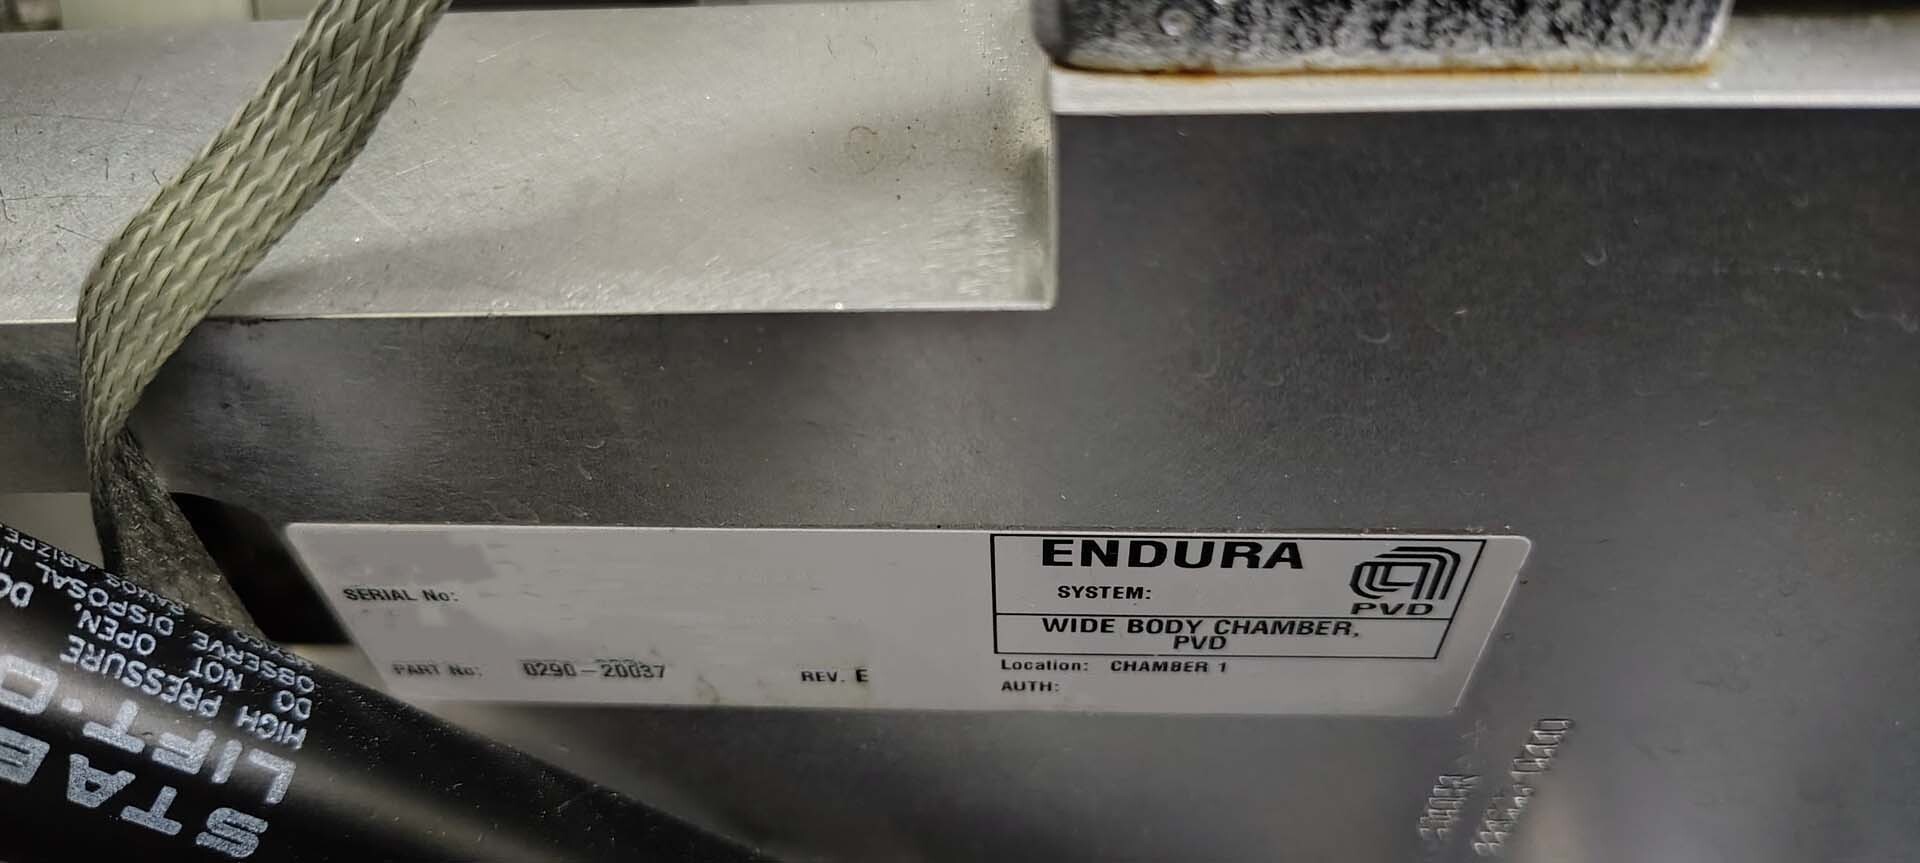 ENDURA
SYSTEM:
PVD
WIDE BODY CHAMBER,
PVD
SERIAL No:
PART No: 0290-20037 REV. E
Location: CHAMBER 1
AUTH:
LIFT-O
HIGH PRESSURE
DO NOT OPEN, DO
OBSERVE DISPOSAL